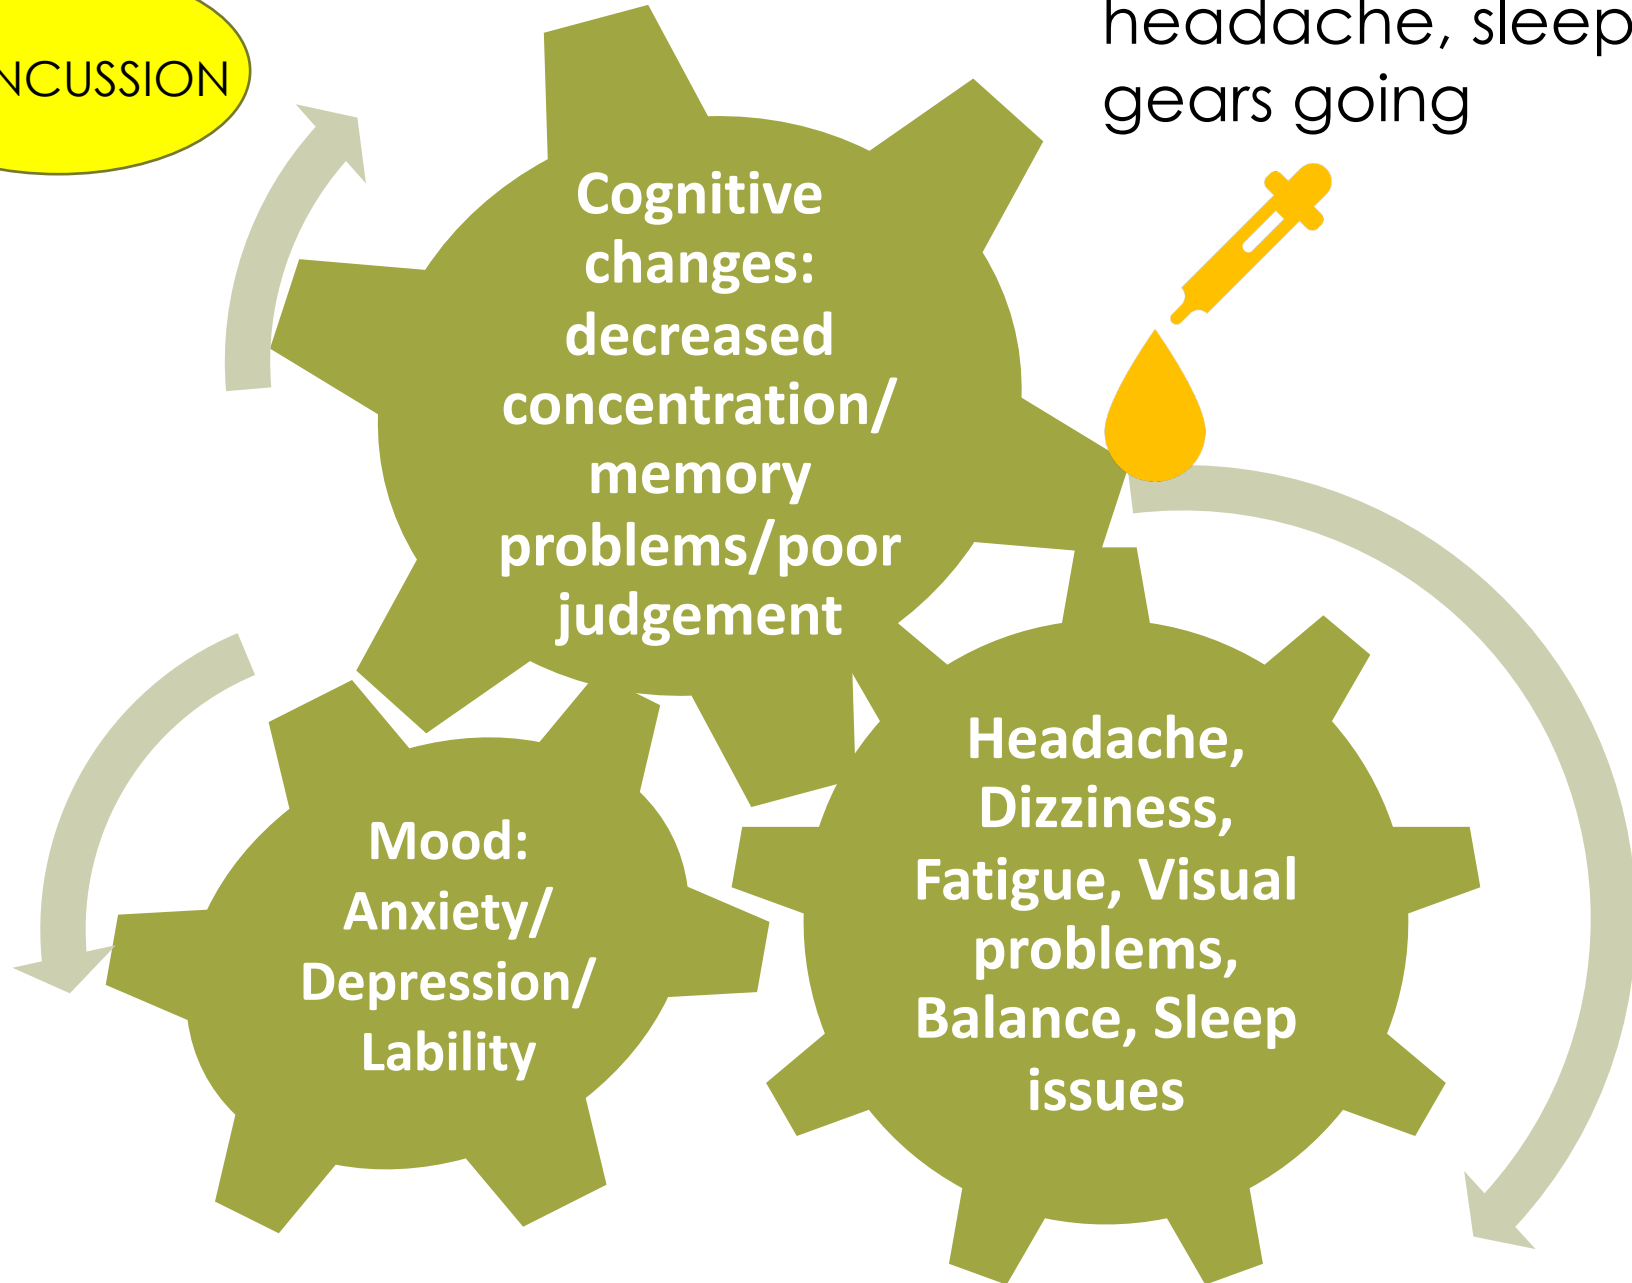 NCUSSION
headache, sleep
gears going
Cognitive
changes:
decreased
concentration/
memory
problems/poor
judgement
Mood:
Anxiety/
Depression/
Lability
Headache,
Dizziness,
Fatigue, Visual
problems,
Balance, Sleep
issues